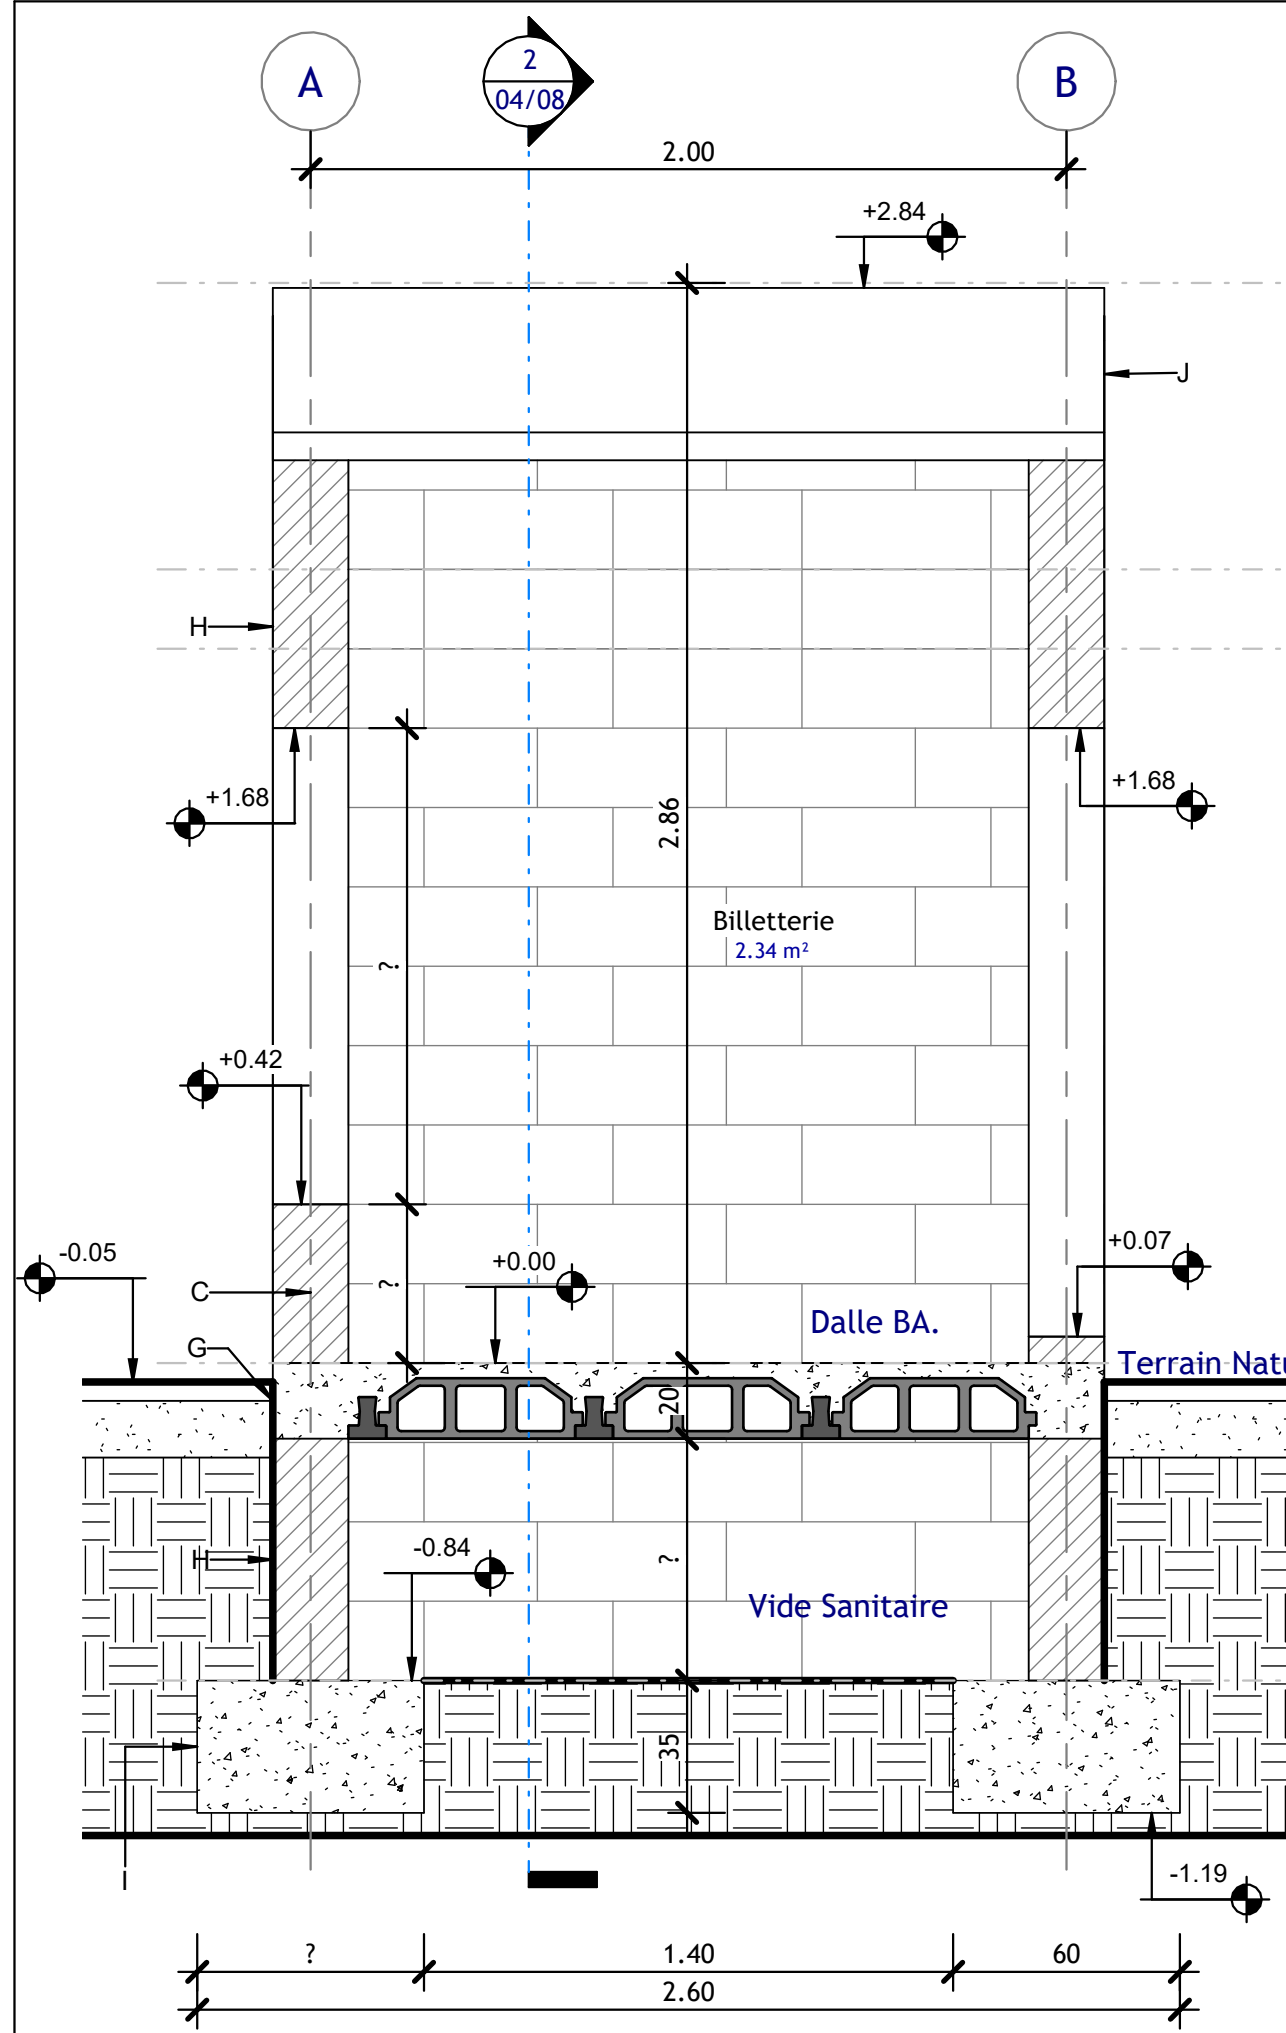 A
2
04/08
B
2.00
+2.84
J
H
+1.68
2.86
+1.68
Billetterie
2.34 m²
?
+0.42
-0.05
+0.00
+0.07
C
?
Dalle BA.
G
Terrain Natu
20
-0.84
H
?
Vide Sanitaire
35
I
-1.19
?
1.40
60
2.60